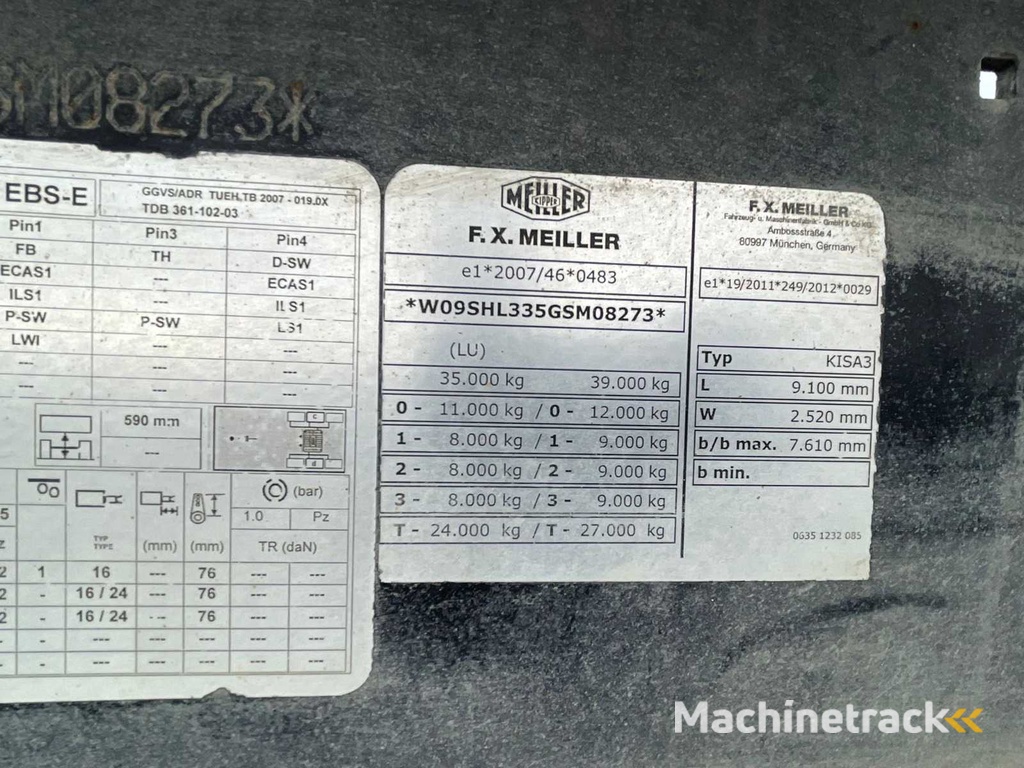 SM08273*
EBS-E
GGVS/ADR TUEH.TB 2007 - 019.0X
TDB 361-102-03
Pin1 Pin3 Pin4
FB TH D-SW
ECAS1 --- ECAS1
ILS1 --- ILS1
P-SW P-SW LS1
LWI --- ---
--- --- ---
--- --- ---
590 mm
---
c
d
(bar)
5 1.0 Pz
z TYP TYPE (mm) (mm) TR (daN)
2 1 16 --- 76 --- ---
2 - 16 / 24 --- 76 --- ---
2 - 16 / 24 --- 76 --- ---
- - --- --- --- --- ---
- - --- --- --- --- ---
MEILLER
KIPPER
MEILLER
F. X. MEILLER
e1*2007/46*0483
*W09SHL335GSM08273*
(LU)
35.000 kg 39.000 kg
0 - 11.000 kg / 0 - 12.000 kg
1 - 8.000 kg / 1 - 9.000 kg
2 - 8.000 kg / 2 - 9.000 kg
3 - 8.000 kg / 3 - 9.000 kg
T - 24.000 kg / T - 27.000 kg
F. X. MEILLER
Fahrzeug- u. Maschinenfabrik - GmbH & Co KG
Ambossstraße 4
80997 München, Germany
e1*19/2011*249/2012*0029
Typ KISA3
L 9.100 mm
W 2.520 mm
b/b max. 7.610 mm
b min.
0635 1232 085
Machinetrack